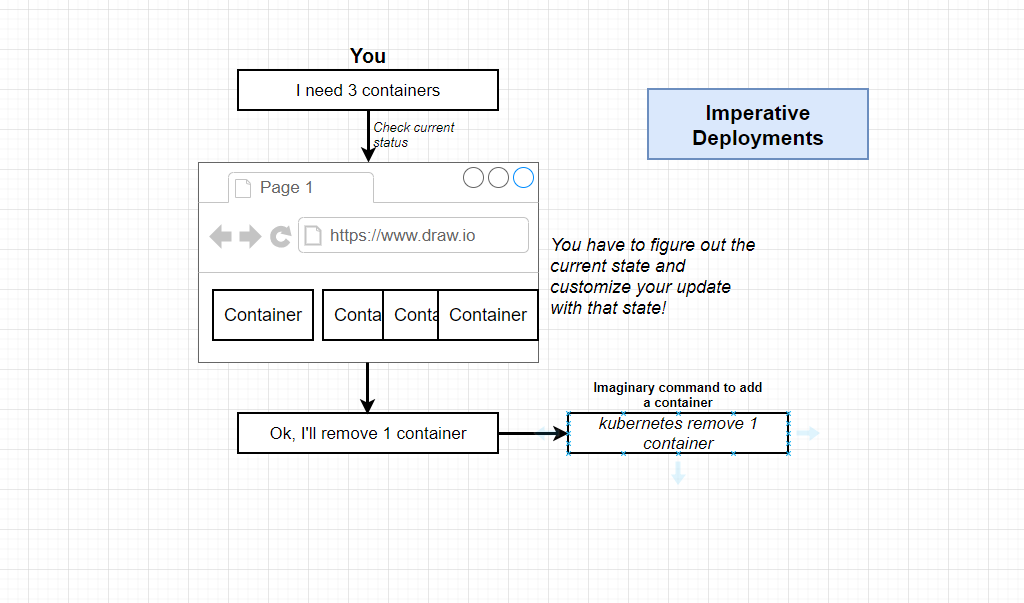 You
I need 3 containers
Imperative
Deployments
Check current
status
Page 1
https://www.draw.io
You have to figure out the
current state and
customize your update
with that state!
Container
Conta
Conta
Container
Imaginary command to add
a container
Ok, I'll remove 1 container
kubernetes remove 1
container